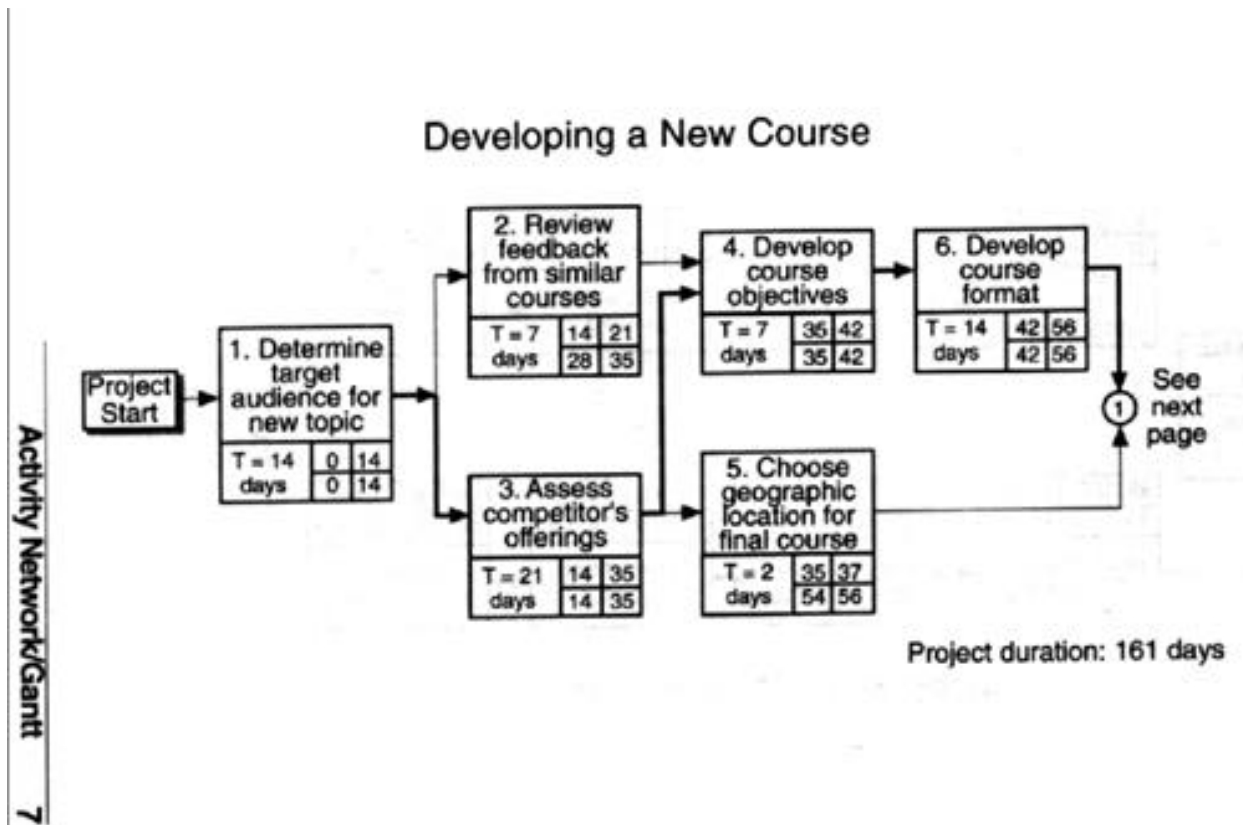 Developing a New Course
Project
Start
1. Determine
target
audience for
new topic
T = 14 0 14
days 0 14
2. Review
feedback
from similar
courses
T = 7 14 21
days 28 35
3. Assess
competitor's
offerings
T = 21 14 35
days 14 35
4. Develop
course
objectives
T = 7 35 42
days 35 42
5. Choose
geographic
location for
final course
T = 2 35 37
days 54 56
6. Develop
course
format
T = 14 42 56
days 42 56
1
See
next
page
Project duration: 161 days
Activity Network/Gantt 7